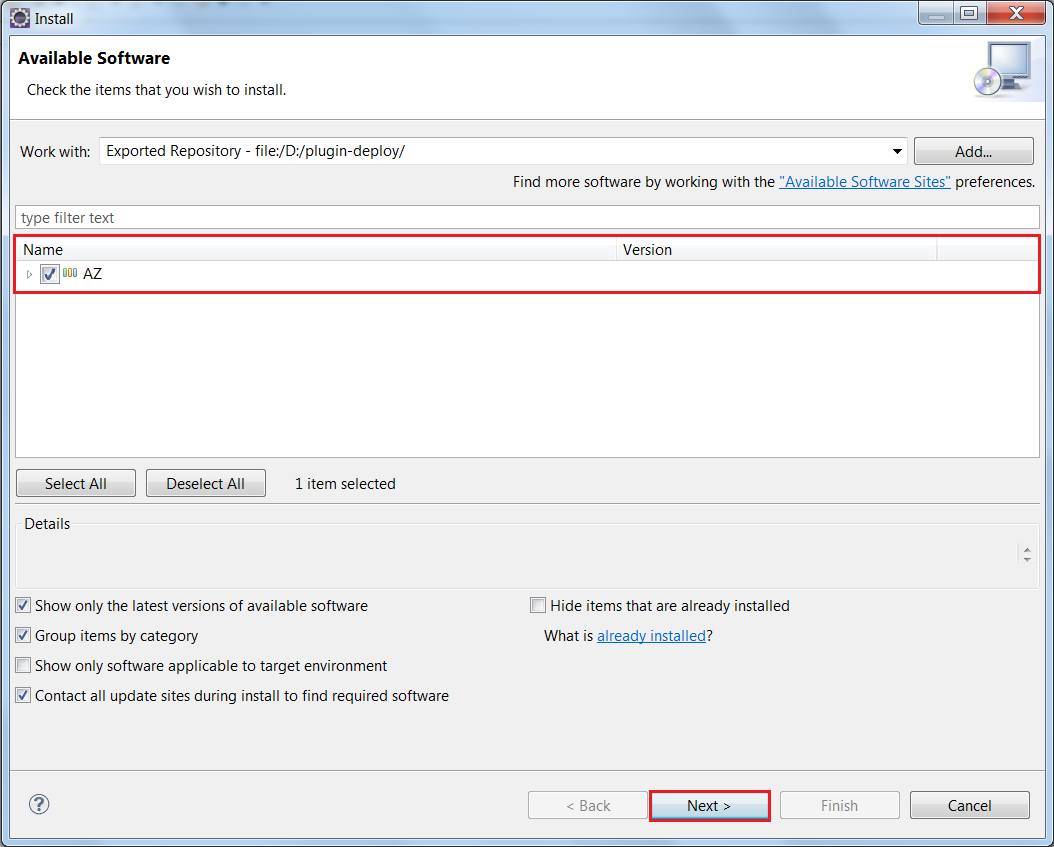 Install
Available Software
Check the items that you wish to install.
Work with: Exported Repository - file:/D:/plugin-deploy/ Add...
Find more software by working with the "Available Software Sites" preferences.
type filter text
Name Version
AZ
Select All Deselect All 1 item selected
Details
Show only the latest versions of available software Hide items that are already installed
Group items by category What is already installed?
Show only software applicable to target environment
Contact all update sites during install to find required software
? < Back Next > Finish Cancel